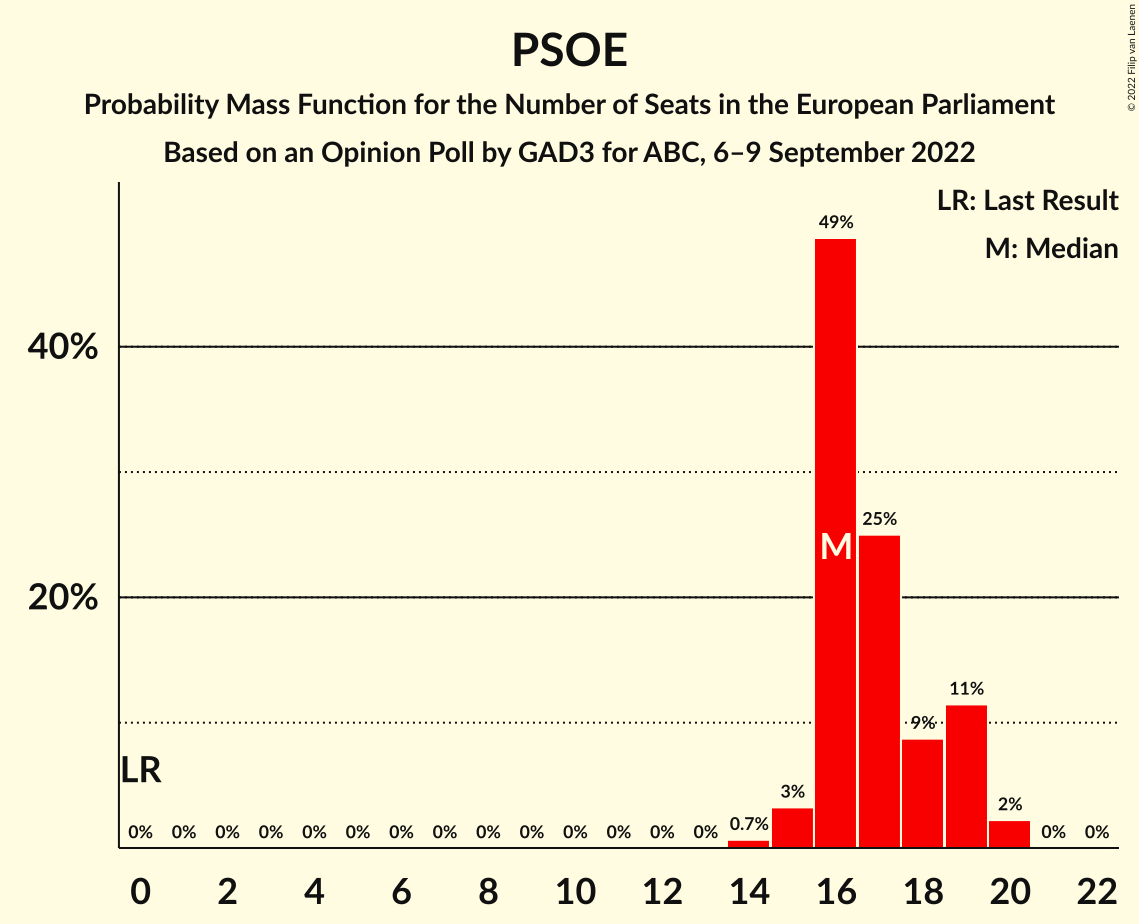 PSOE
Probability Mass Function for the Number of Seats in the European Parliament
Based on an Opinion Poll by GAD3 for ABC, 6–9 September 2022
© 2022 Filip van Laenen
LR: Last Result
M: Median
49%
40%
M
25%
20%
11%
9%
LR
3%
2%
0.7%
0% 0% 0% 0% 0% 0% 0% 0% 0% 0% 0% 0% 0% 0% 0% 0%
0 2 4 6 8 10 12 14 16 18 20 22